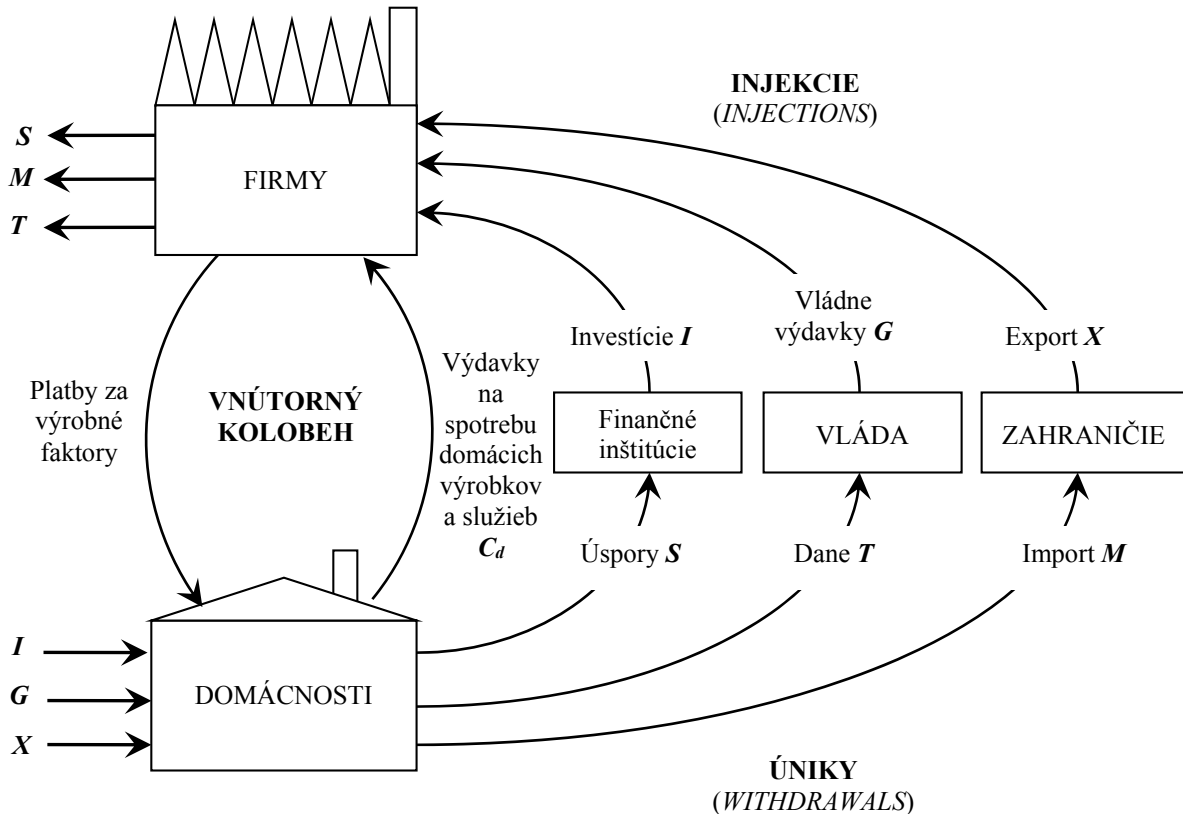 INJEKCIE
(INJECTIONS)
S
M
T
FIRMY
Platby za
výrobné
faktory
VNÚTORNÝ
KOLOBEH
Výdavky
na
spotrebu
domácich
výrobkov
a služieb
Cd
Investície I
Vládne
výdavky G
Export X
Finančné
inštitúcie
VLÁDA
ZAHRANIČIE
Úspory S
Dane T
Import M
I
G
X
DOMÁCNOSTI
ÚNIKY
(WITHDRAWALS)